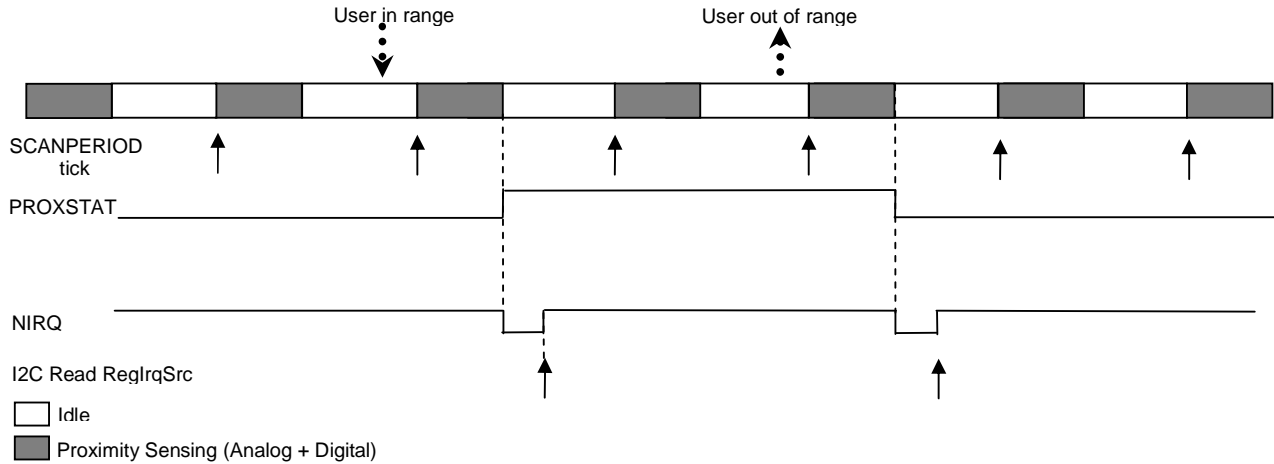 User in range
User out of range
SCANPERIOD
tick
PROXSTAT
NIRQ
I2C Read RegIrqSrc
Idle
Proximity Sensing (Analog + Digital)